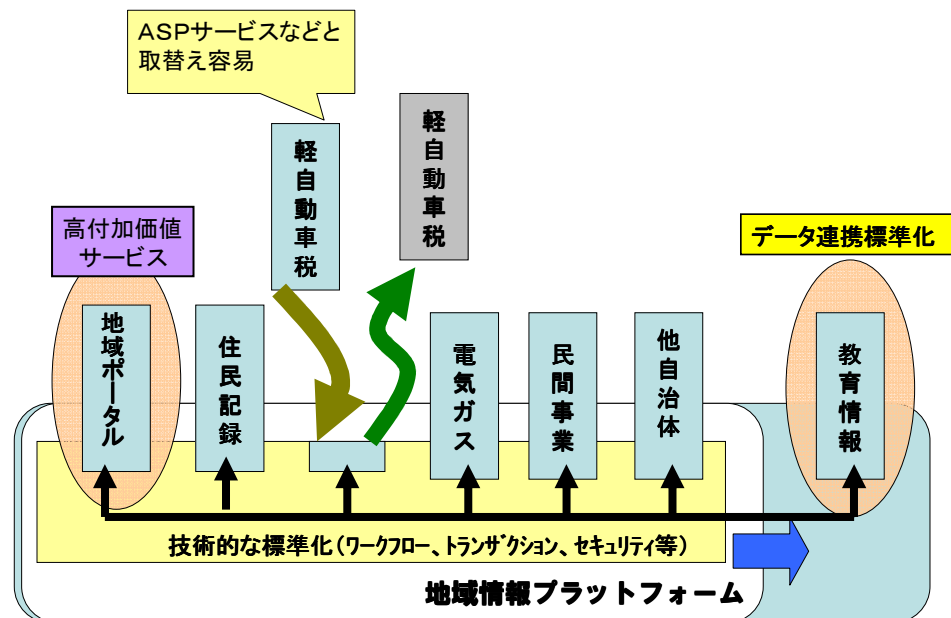 ASPサービスなどと
取替え容易
軽自動車税
軽自動車税
高付加価値
サービス
データ連携標準化
地域ポータル
住民記録
電気ガス
民間事業
他自治体
教育情報
技術的な標準化(ワークフロー、トランザクション、セキュリティ等)
地域情報プラットフォーム